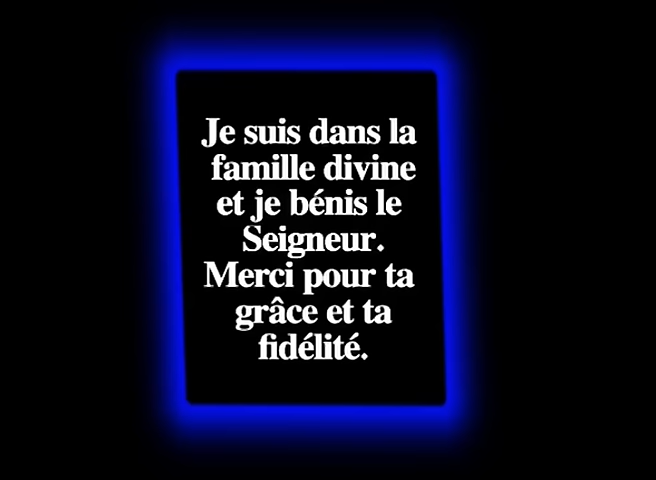 Je suis dans la
famille divine
et je bénis le
Seigneur.
Merci pour ta
grâce et ta
fidélité.